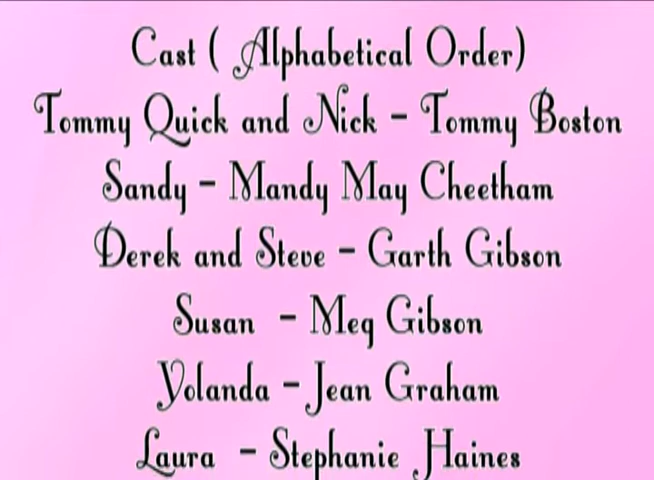 Cast ( Alphabetical Order)
Tommy Quick and Nick - Tommy Boston
Sandy - Mandy May Cheetham
Derek and Steve - Garth Gibson
Susan - Meg Gibson
Yolanda - Jean Graham
Laura - Stephanie Haines